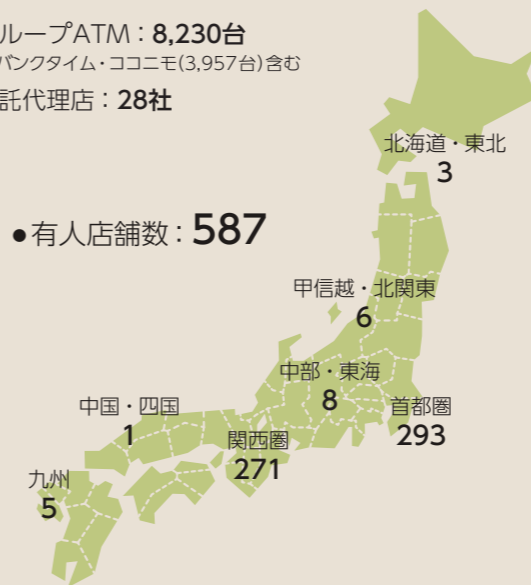 ループATM：8,230台
バンクタイム・ココニモ(3,957台)含む
託代理店：28社
北海道・東北
3
●有人店舗数：587
甲信越・北関東
6
中部・東海
8
首都圏
293
中国・四国
1
関西圏
271
九州
5